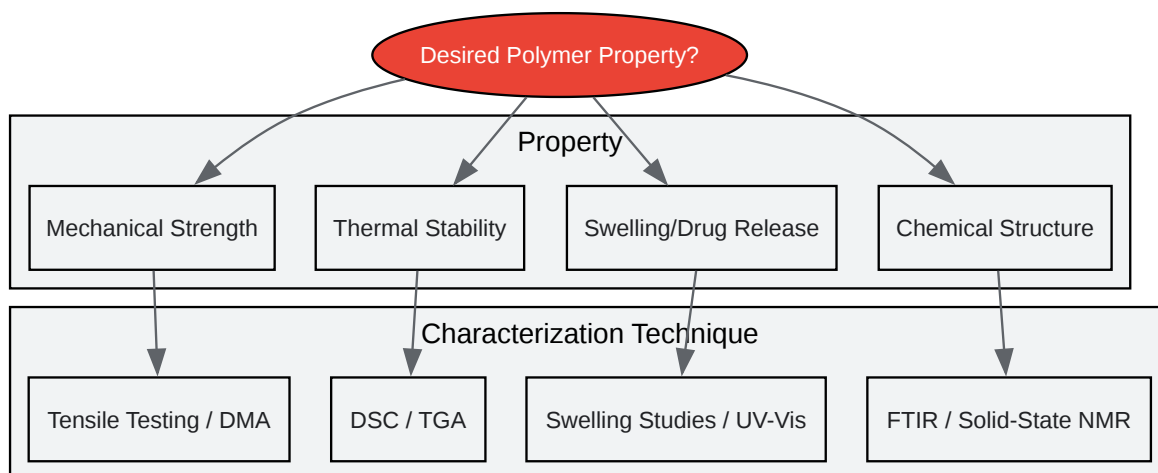 Desired Polymer Property?
Property
Mechanical Strength
Thermal Stability
Swelling/Drug Release
Chemical Structure
Characterization Technique
Tensile Testing / DMA
DSC / TGA
Swelling Studies / UV-Vis
FTIR / Solid-State NMR